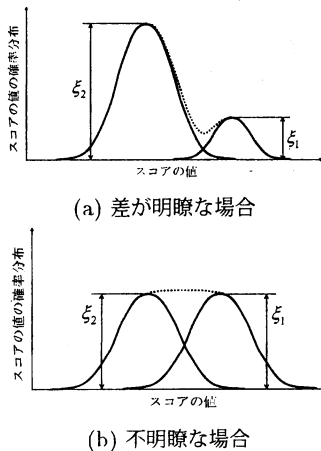 スコアの値の確率分布
ξ2
ξ1
スコアの値
(a) 差が明瞭な場合
スコアの値の確率分布
ξ2
ξ1
スコアの値
(b) 不明瞭な場合